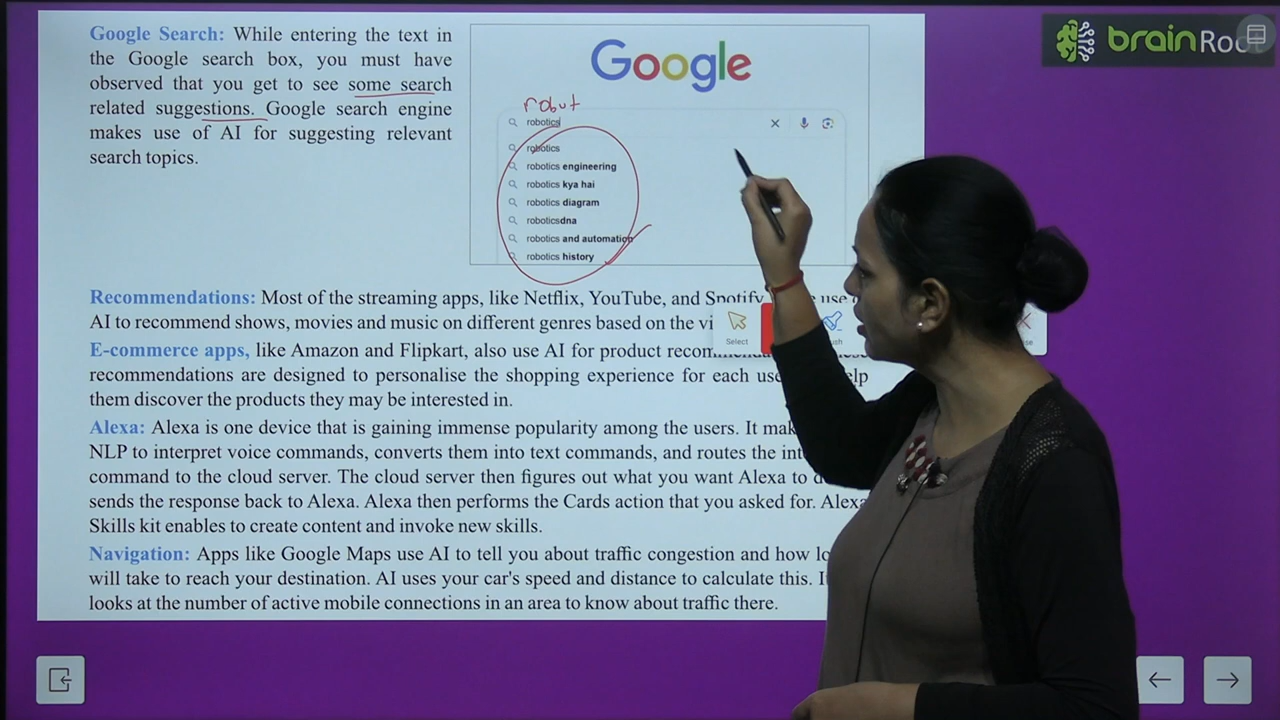 Google Search: While entering the text in
the Google search box, you must have
observed that you get to see some search
related suggestions. Google search engine
makes use of AI for suggesting relevant
search topics.
Google
robut
robotics
robotics
robotics engineering
robotics kya hai
robotics diagram
roboticsdna
robotics and automation
robotics history
brainRoot
Recommendations: Most of the streaming apps, like Netflix, YouTube, and Spotify use
AI to recommend shows, movies and music on different genres based on the vi
Select
E-commerce apps, like Amazon and Flipkart, also use AI for product
recommendations are designed to personalise the shopping experience for each
them discover the products they may be interested in.
Alexa: Alexa is one device that is gaining immense popularity among the users. It
NLP to interpret voice commands, converts them into text commands, and routes the
command to the cloud server. The cloud server then figures out what you want Alexa to
sends the response back to Alexa. Alexa then performs the Cards action that you asked for. Alexa
Skills kit enables to create content and invoke new skills.
Navigation: Apps like Google Maps use AI to tell you about traffic congestion and how
will take to reach your destination. AI uses your car's speed and distance to calculate this.
looks at the number of active mobile connections in an area to know about traffic there.